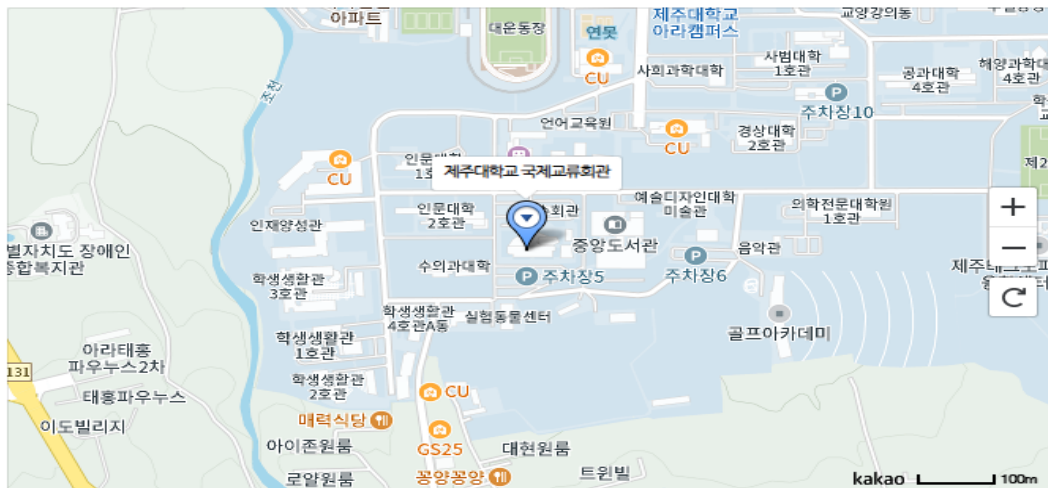 아파트
대운동장
연못
CU
제주대학교
아라캠퍼스
교양강의동
사회과학대학
사범대학
1호관
공과대학
4호관
해양과학대
4호관
주차장10
조천
언어교육원
CU
경상대학
2호관
CU
제주대학교 국제교류회관
제2
인재양성관
인문대학
2호관
중앙도서관
예술디자인대학
미술관
의학전문대학원
1호관
별자치도 장애인
종합복지관
수의과대학
주차장5
주차장6
음악관
학생생활관
3호관
학생생활관
4호관A동
실험동물센터
골프아카데미
학생생활관
1호관
아라태홍
파우누스2차
131
학생생활관
2호관
태홍파우누스
CU
매력식당
이도빌리지
아이존원룸
GS25
대현원룸
로얄원룸
꽁양꽁양
트윈빌
kakao
100m